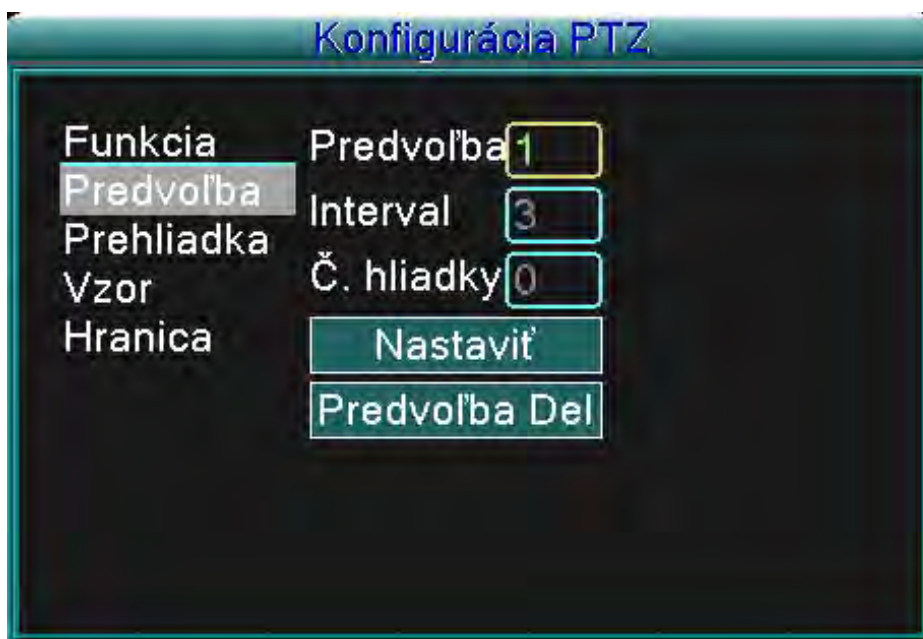 Konfigurácia PTZ
Funkcia
Predvoľba
Prehliadka
Vzor
Hranica
Predvoľba 1
Interval 3
Č. hliadky 0
Nastaviť
Predvoľba Del